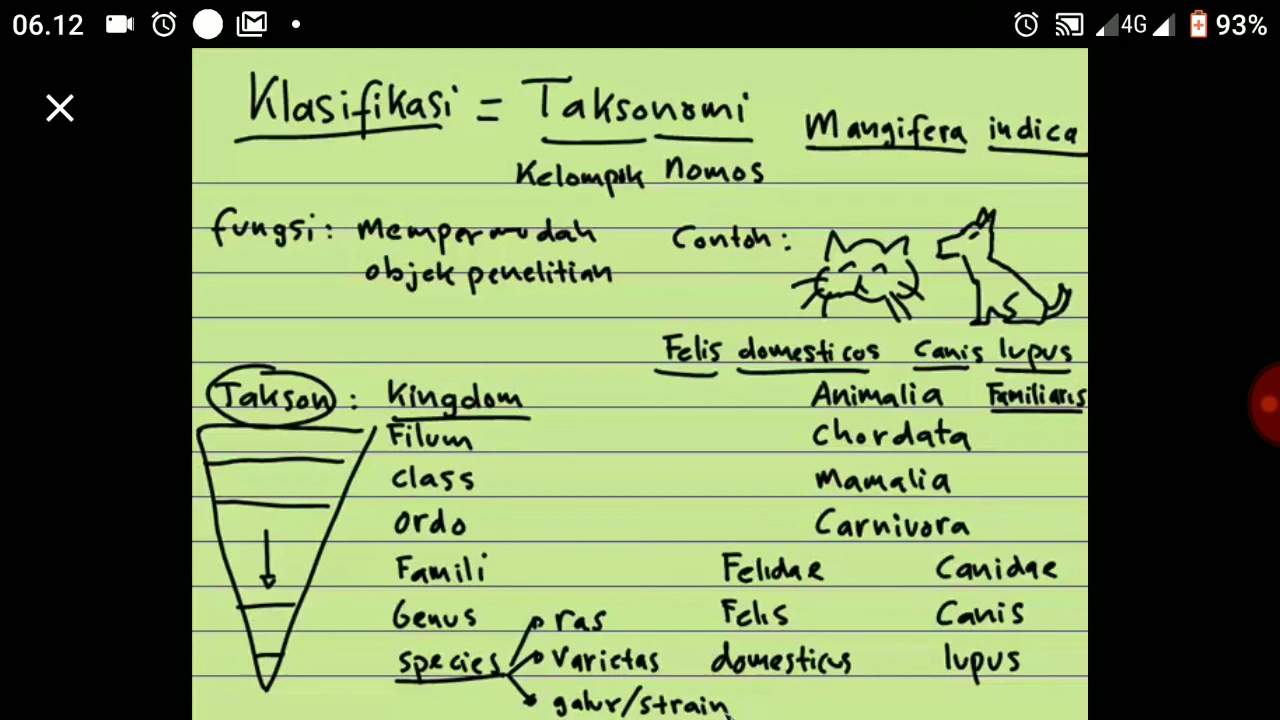 06.12 4G 93%
Klasifikasi = Taksonomi
Mangifera indica
Kelompok Nomos
fungsi : Mempermudah
objek penelitian
Contoh :
Felis domesticos Canis lupus
Familiaris
Takson : Kingdom Animalia
Filum Chordata
Class Mamalia
Ordo Carnivora
Famili Felidae Canidae
Genus Felis Canis
species domesticus lupus
ras
Varietas
galur/strain